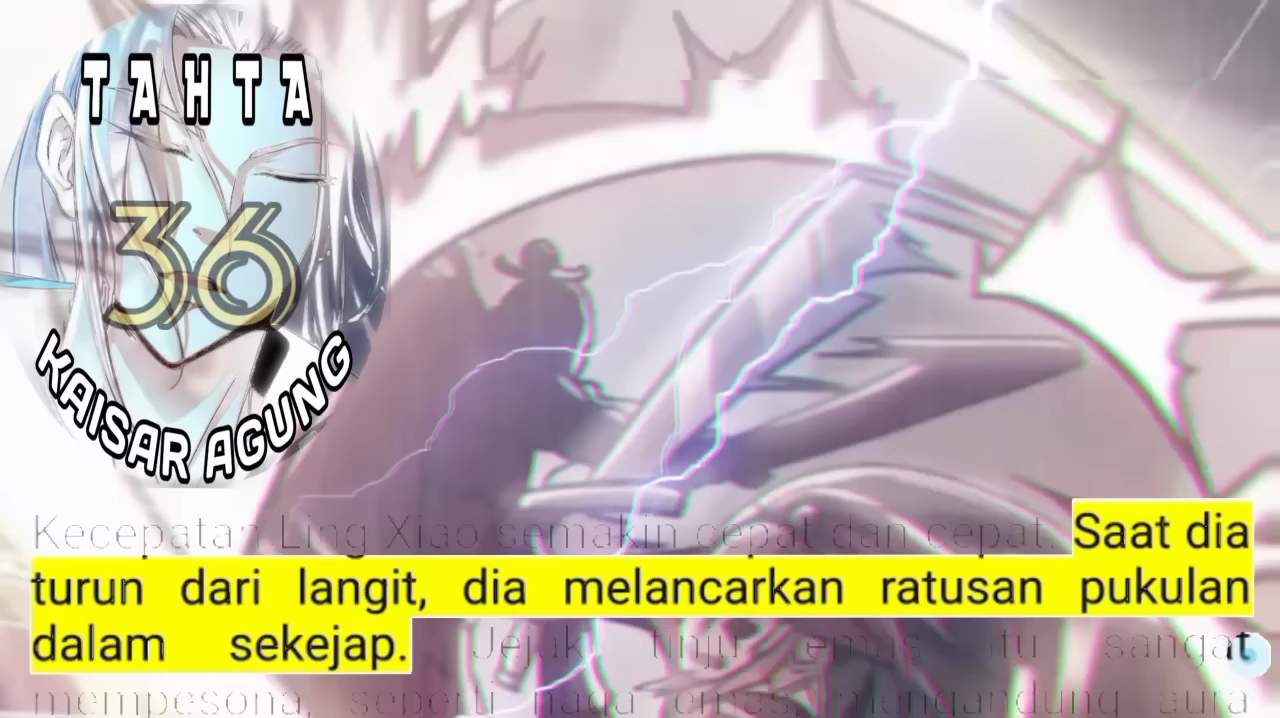 TAHTA
36
KAISAR AGUNG
Kecepatan Ling Xiao semakin cepat dan cepat. Saat dia
turun dari langit, dia melancarkan ratusan pukulan
dalam sekejap. Jejak tinju emas itu sangat
mempesona, seperti naga emas, mengandung aura